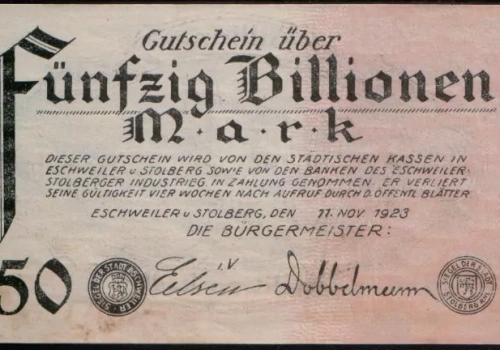 Gutschein über
Fünfzig Billionen
M·a·r·k
DIESER GUTSCHEIN WIRD VON DEN STÄDTISCHEN KASSEN IN
ESCHWEILER u STOLBERG SOWIE VON DEN BANKEN DES ESCHWEILER-
STOLBERGER INDUSTRIEG. IN ZAHLUNG GENOMMEN. ER VERLIERT
SEINE GÜLTIGKEIT VIER WOCHEN NACH AUFRUF DURCH D. ÖFFENTL. BLÄTTER.
ESCHWEILER u STOLBERG, DEN 11. NOV. 1923
DIE BÜRGERMEISTER:
50
i.V
Dobbelmann